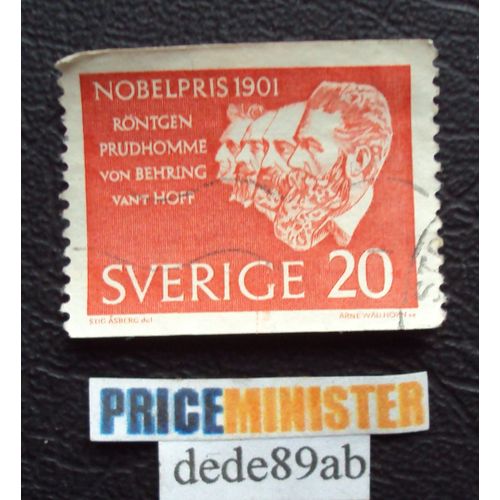 NOBELPRIS 1901
RÖNTGEN
PRUDHOMME
VON BEHRING
VANT HOFF
SVERIGE 20
STIG ÅSBERG del.
ARNE WALLHORN sc.
PRICEMINISTER
dede89ab